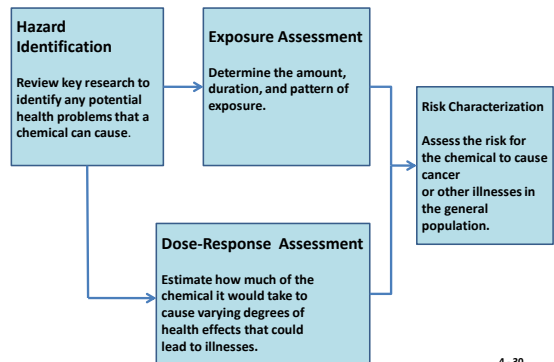 Hazard
Identification
Review key research to
identify any potential
health problems that a
chemical can cause.
Exposure Assessment
Determine the amount,
duration, and pattern of
exposure.
Dose-Response Assessment
Estimate how much of the
chemical it would take to
cause varying degrees of
health effects that could
lead to illnesses.
Risk Characterization
Assess the risk for
the chemical to cause
cancer
or other illnesses in
the general
population.
4 - 30